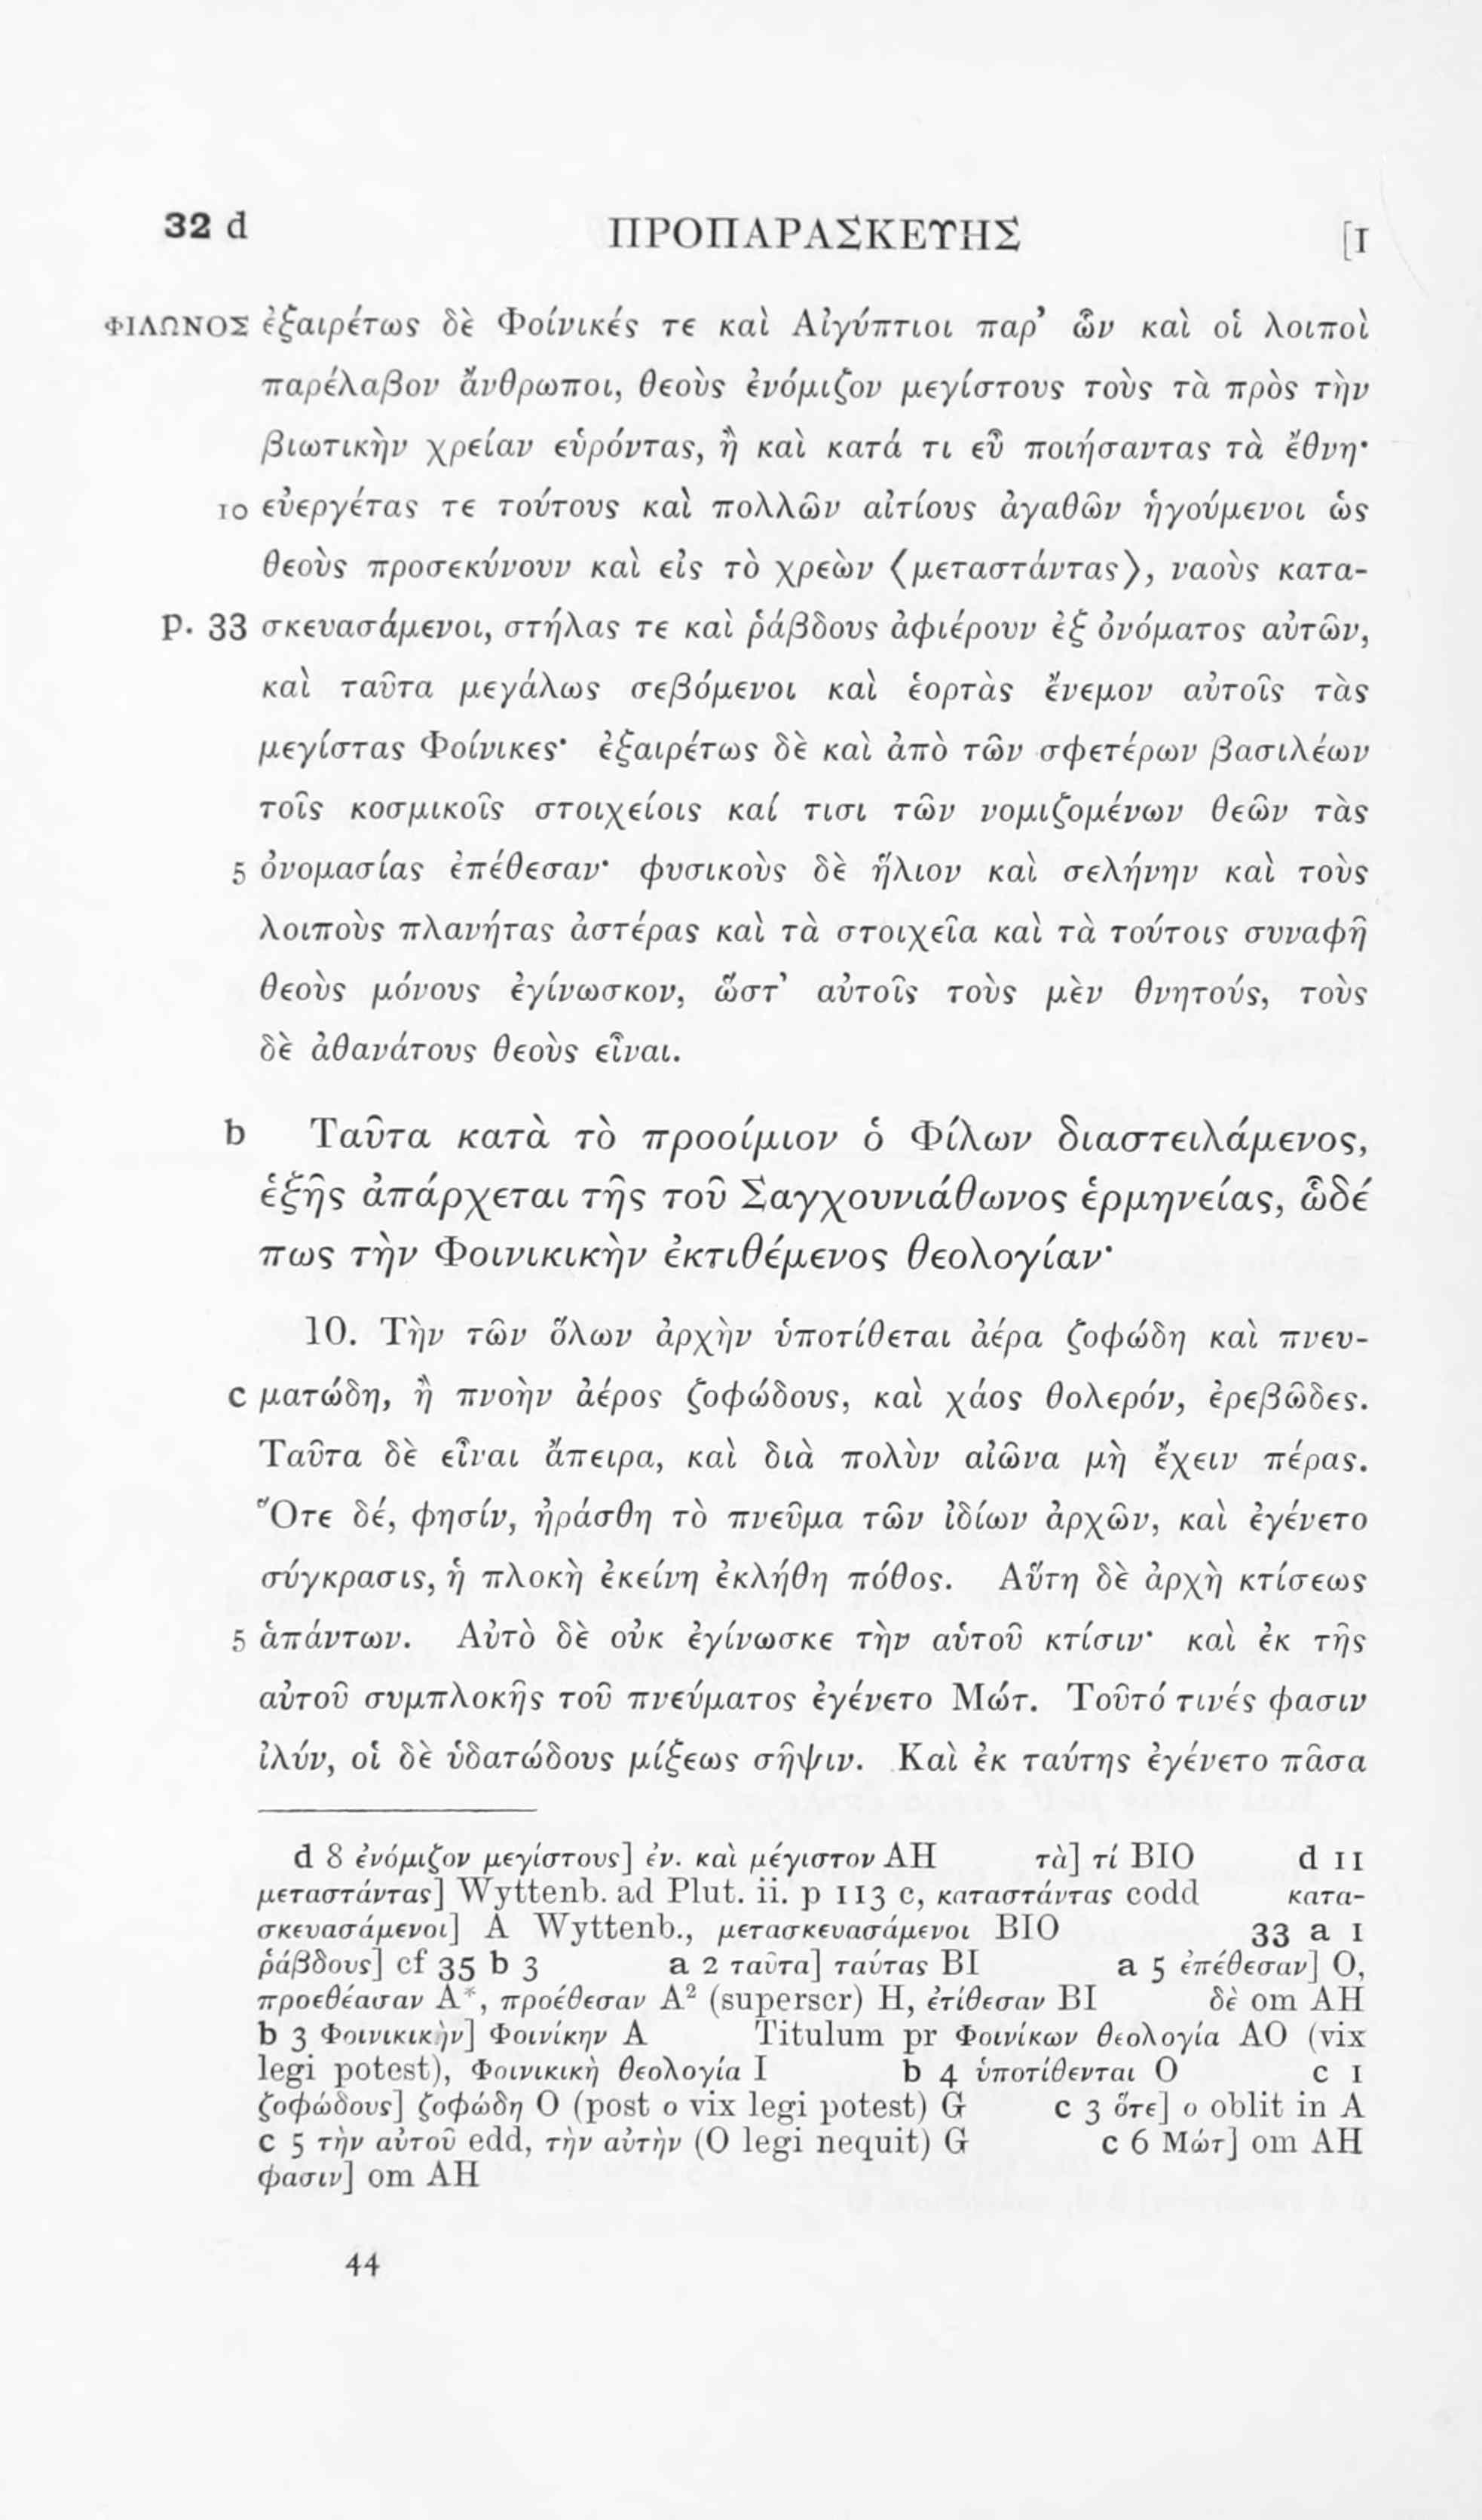 32 d ΠΡΟΠΑΡΑΣΚΕΥΗΣ [I
ΦΙΛΩΝΟΣ ἐξαιρέτως δὲ Φοίνικές τε καὶ Αἰγύπτιοι παρ’ ὧν καὶ οἱ λοιποὶ
παρέλαβον ἄνθρωποι, θεοὺς ἐνόμιζον μεγίστους τοὺς τὰ πρὸς τὴν
βιωτικὴν χρείαν εὑρόντας, ἢ καὶ κατά τι εὖ ποιήσαντας τὰ ἔθνη·
10 εὐεργέτας τε τούτους καὶ πολλῶν αἰτίους ἀγαθῶν ἡγούμενοι ὡς
θεοὺς προσεκύνουν καὶ εἰς τὸ χρεὼν ⟨μεταστάντας⟩, ναοὺς κατα-
p. 33 σκευασάμενοι, στήλας τε καὶ ῥάβδους ἀφιέρουν ἐξ ὀνόματος αὐτῶν,
καὶ ταῦτα μεγάλως σεβόμενοι καὶ ἑορτὰς ἔνεμον αὐτοῖς τὰς
μεγίστας Φοίνικες· ἐξαιρέτως δὲ καὶ ἀπὸ τῶν σφετέρων βασιλέων
τοῖς κοσμικοῖς στοιχείοις καί τισι τῶν νομιζομένων θεῶν τὰς
5 ὀνομασίας ἐπέθεσαν· φυσικοὺς δὲ ἥλιον καὶ σελήνην καὶ τοὺς
λοιποὺς πλανήτας ἀστέρας καὶ τὰ στοιχεῖα καὶ τὰ τούτοις συναφῆ
θεοὺς μόνους ἐγίνωσκον, ὥστ’ αὐτοῖς τοὺς μὲν θνητούς, τοὺς
δὲ ἀθανάτους θεοὺς εἶναι.
b Ταῦτα κατὰ τὸ προοίμιον ὁ Φίλων διαστειλάμενος,
ἑξῆς ἀπάρχεται τῆς τοῦ Σαγχουνιάθωνος ἑρμηνείας, ὧδέ
πως τὴν Φοινικικὴν ἐκτιθέμενος θεολογίαν·
10. Τὴν τῶν ὅλων ἀρχὴν ὑποτίθεται ἀέρα ζοφώδη καὶ πνευ-
c ματώδη, ἢ πνοὴν ἀέρος ζοφώδους, καὶ χάος θολερόν, ἐρεβῶδες.
Ταῦτα δὲ εἶναι ἄπειρα, καὶ διὰ πολὺν αἰῶνα μὴ ἔχειν πέρας.
Ὅτε δέ, φησίν, ἠράσθη τὸ πνεῦμα τῶν ἰδίων ἀρχῶν, καὶ ἐγένετο
σύγκρασις, ἡ πλοκὴ ἐκείνη ἐκλήθη πόθος. Αὕτη δὲ ἀρχὴ κτίσεως
5 ἁπάντων. Αὐτὸ δὲ οὐκ ἐγίνωσκε τὴν αὑτοῦ κτίσιν· καὶ ἐκ τῆς
αὐτοῦ συμπλοκῆς τοῦ πνεύματος ἐγένετο Μώτ. Τοῦτό τινές φασιν
ἰλύν, οἱ δὲ ὑδατώδους μίξεως σῆψιν. Καὶ ἐκ ταύτης ἐγένετο πᾶσα
d 8 ἐνόμιζον μεγίστους] ἐν. καὶ μέγιστον AH τὰ] τί BIO d 11
μεταστάντας] Wyttenb. ad Plut. ii. p 113 c, καταστάντας codd κατα-
σκευασάμενοι] A Wyttenb., μετασκευασάμενοι BIO 33 a 1
ῥάβδους] cf 35 b 3 a 2 ταῦτα] ταύτας BI a 5 ἐπέθεσαν] O,
προεθέασαν A*, προέθεσαν A² (superscr) H, ἐτίθεσαν BI δὲ om AH
b 3 Φοινικικὴν] Φοινίκην A Titulum pr Φοινίκων θεολογία AO (vix
legi potest), Φοινικικὴ θεολογία I b 4 ὑποτίθενται O c 1
ζοφώδους] ζοφώδη O (post o vix legi potest) G c 3 ὅτε] ο oblit in A
c 5 τὴν αὑτοῦ edd, τὴν αὐτὴν (O legi nequit) G c 6 Μώτ] om AH
φασιν] om AH
44